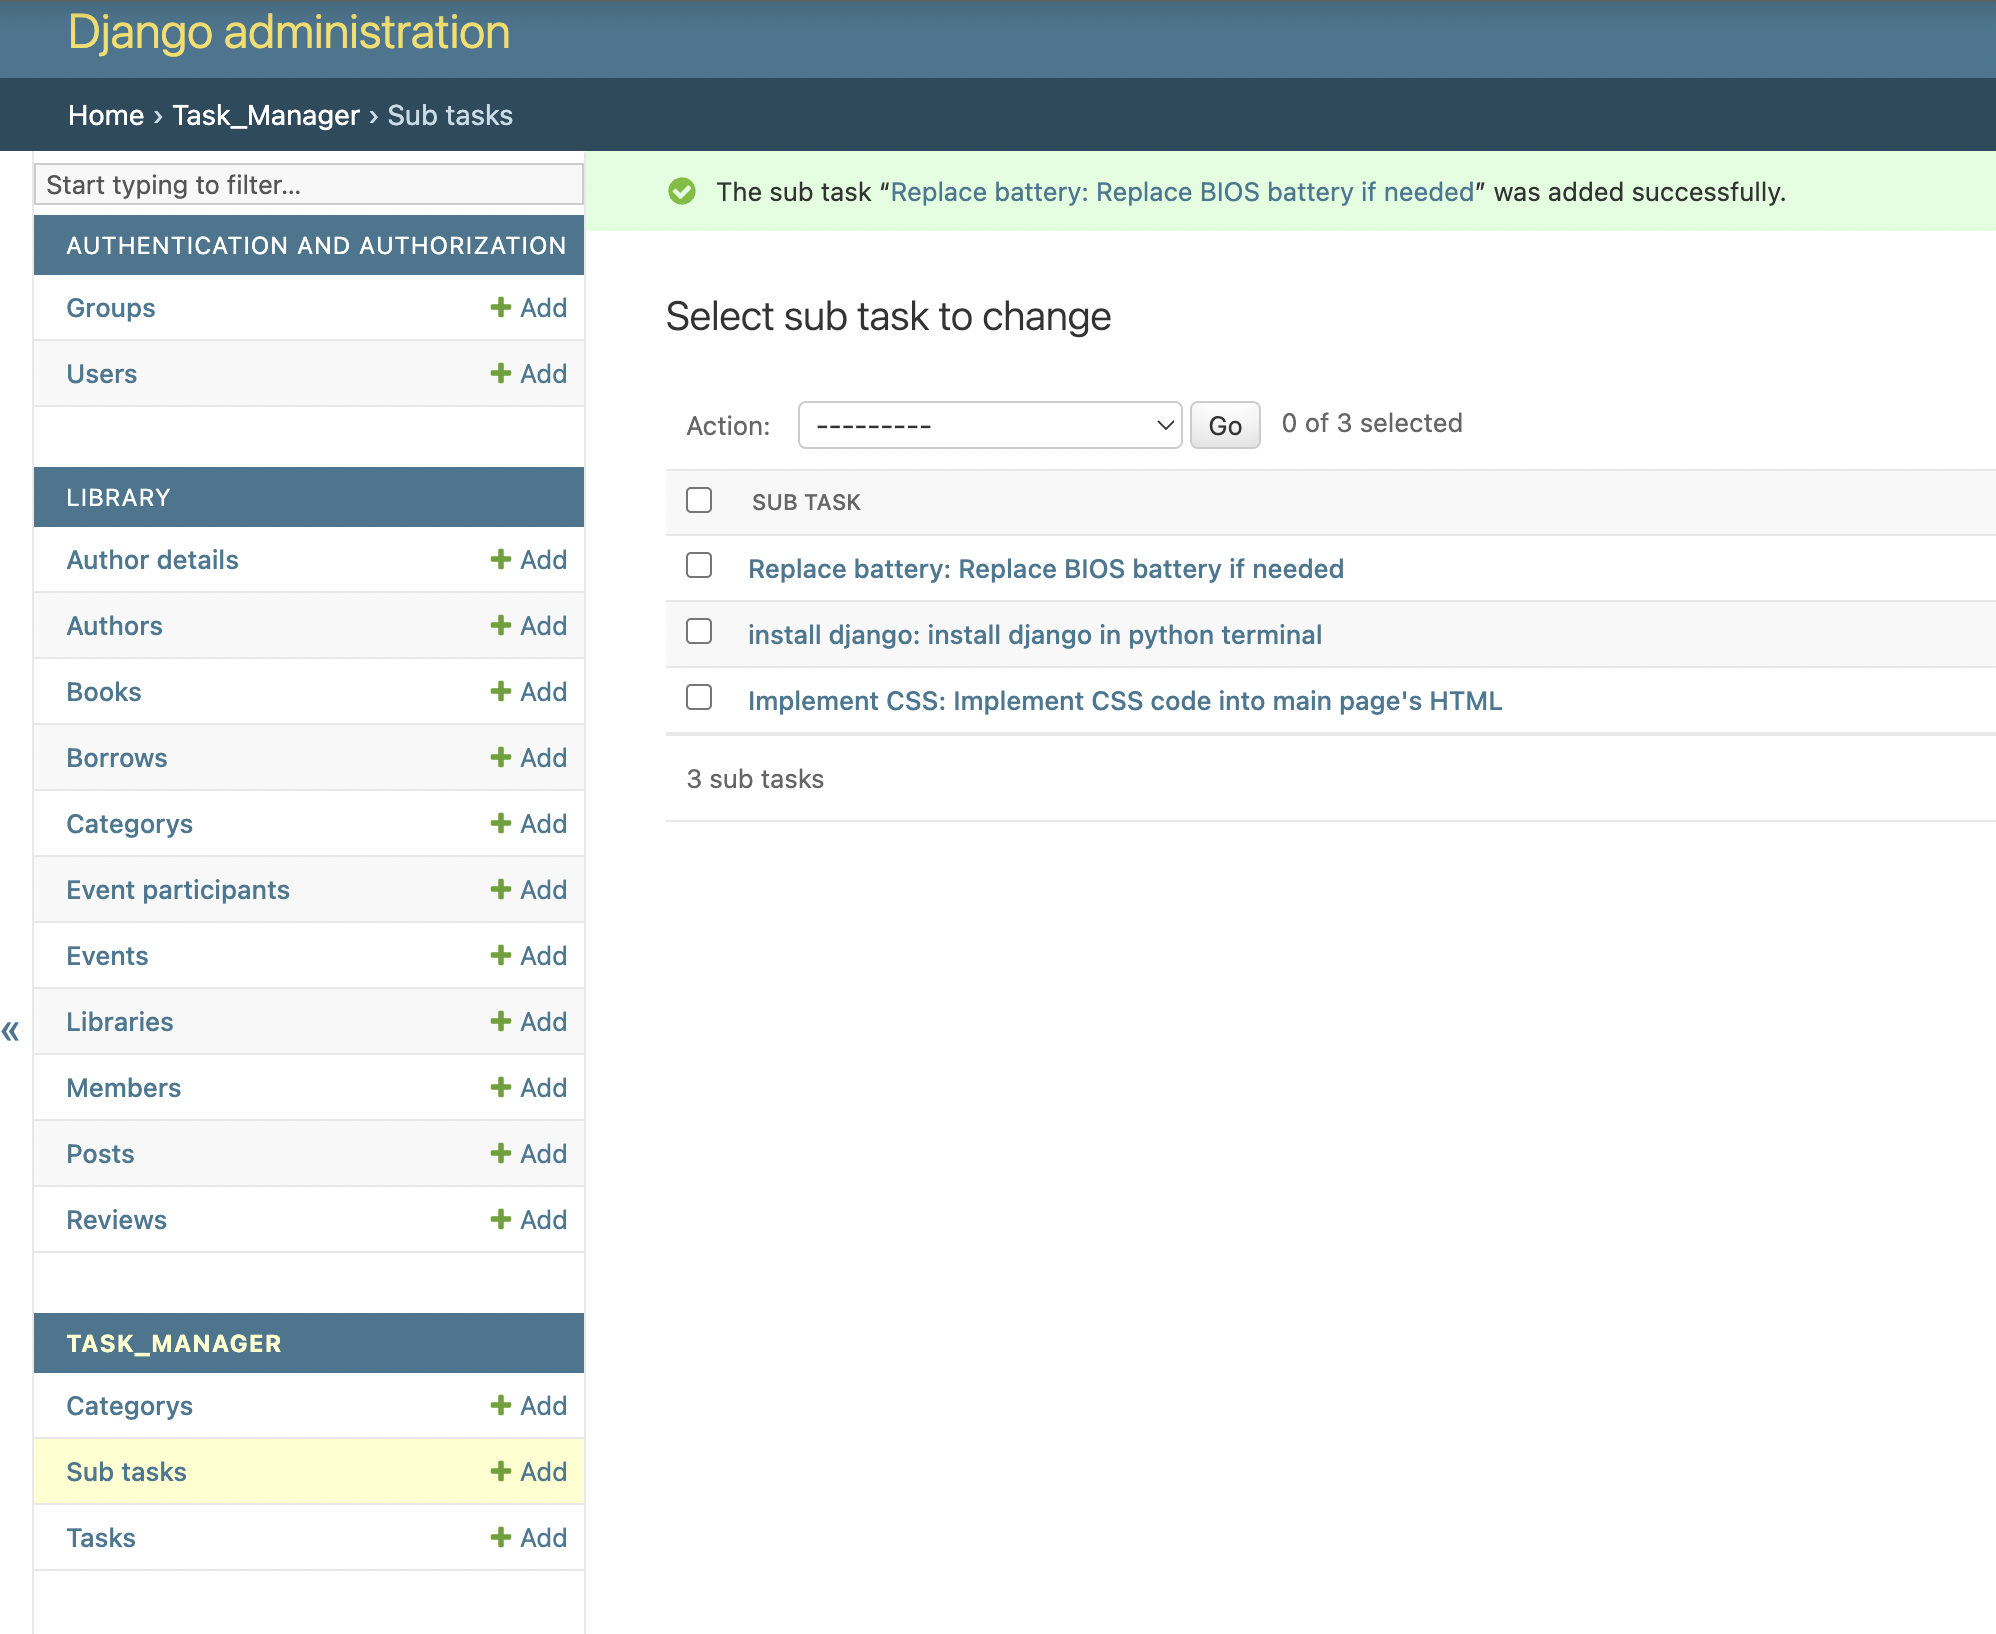 Django administration
Home › Task_Manager › Sub tasks
Start typing to filter...
AUTHENTICATION AND AUTHORIZATION
Groups + Add
Users + Add
LIBRARY
Author details + Add
Authors + Add
Books + Add
Borrows + Add
Categorys + Add
Event participants + Add
Events + Add
Libraries + Add
Members + Add
Posts + Add
Reviews + Add
TASK_MANAGER
Categorys + Add
Sub tasks + Add
Tasks + Add
«
The sub task “Replace battery: Replace BIOS battery if needed” was added successfully.
Select sub task to change
Action: --------- Go 0 of 3 selected
SUB TASK
Replace battery: Replace BIOS battery if needed
install django: install django in python terminal
Implement CSS: Implement CSS code into main page's HTML
3 sub tasks